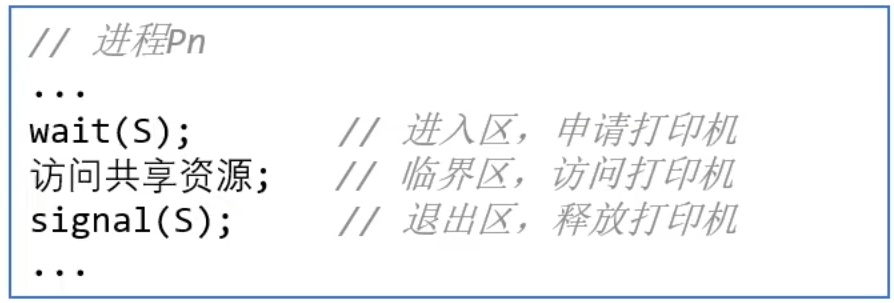 // 进程Pn
...
wait(S); // 进入区，申请打印机
访问共享资源; // 临界区，访问打印机
signal(S); // 退出区，释放打印机
...